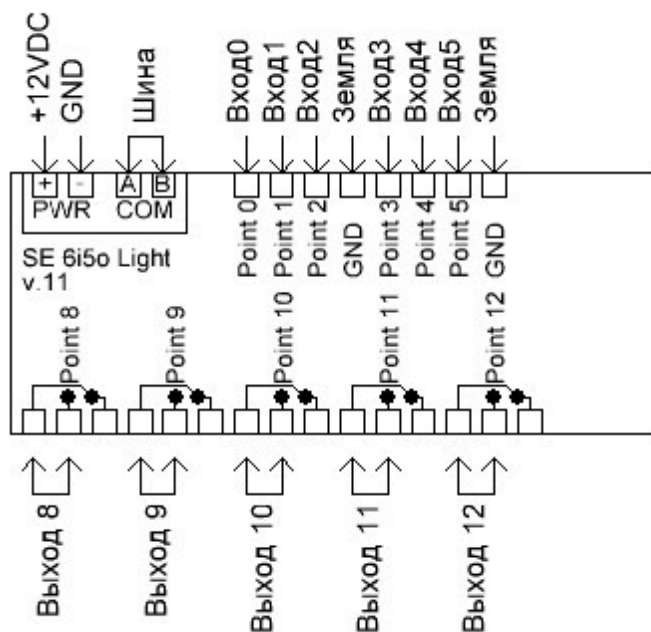 +12VDC
GND
Шина
Вход0
Вход1
Вход2
Земля
Вход3
Вход4
Вход5
Земля
+ - A B
PWR COM
Point 0
Point 1
Point 2
GND
Point 3
Point 4
Point 5
GND
SE 6i5o Light
v.11
Point 8
Point 9
Point 10
Point 11
Point 12
Выход 8
Выход 9
Выход 10
Выход 11
Выход 12